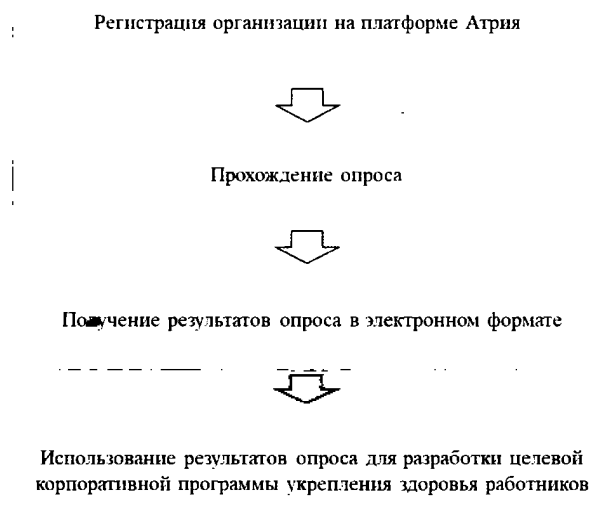 Регистрация организации на платформе Атрия
Прохождение опроса
Получение результатов опроса в электронном формате
Использование результатов опроса для разработки целевой
корпоративной программы укрепления здоровья работников